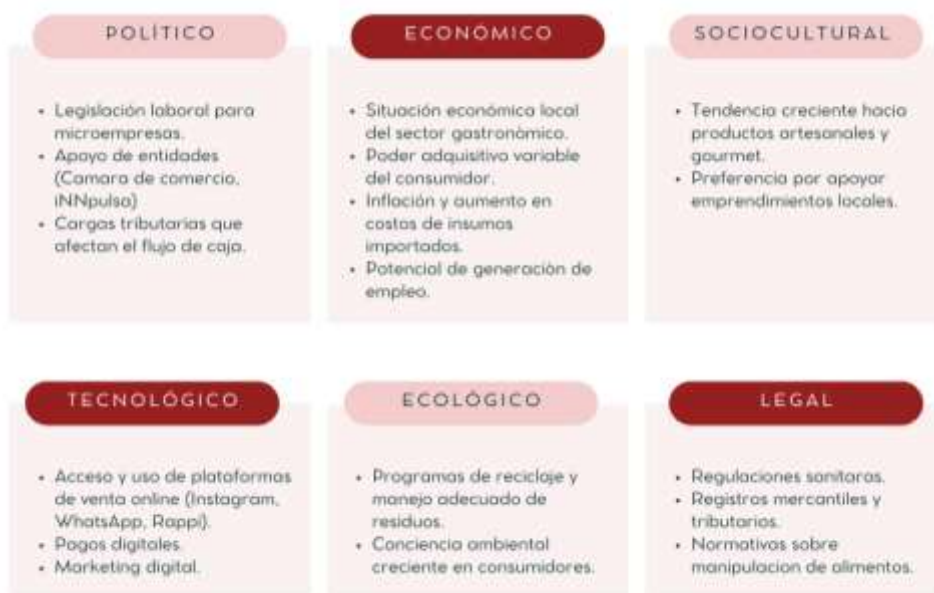 POLÍTICO
• Legislación laboral para
microempresas.
• Apoyo de entidades
(Camara de comercio,
iNNpulsa)
• Cargas tributarias que
afectan el flujo de caja.
ECONÓMICO
• Situación económica local
del sector gastronómico.
• Poder adquisitivo variable
del consumidor.
• Inflación y aumento en
costos de insumos
importados.
• Potencial de generación de
empleo.
SOCIOCULTURAL
• Tendencia creciente hacia
productos artesanales y
gourmet.
• Preferencia por apoyar
emprendimientos locales.
TECNOLÓGICO
• Acceso y uso de plataformas
de venta online (Instagram,
WhatsApp, Rappi).
• Pagos digitales.
• Marketing digital.
ECOLÓGICO
• Programas de reciclaje y
manejo adecuado de
residuos.
• Conciencia ambiental
creciente en consumidores.
LEGAL
• Regulaciones sanitaras.
• Registros mercantiles y
tributarios.
• Normativas sobre
manipulacion de alimentos.